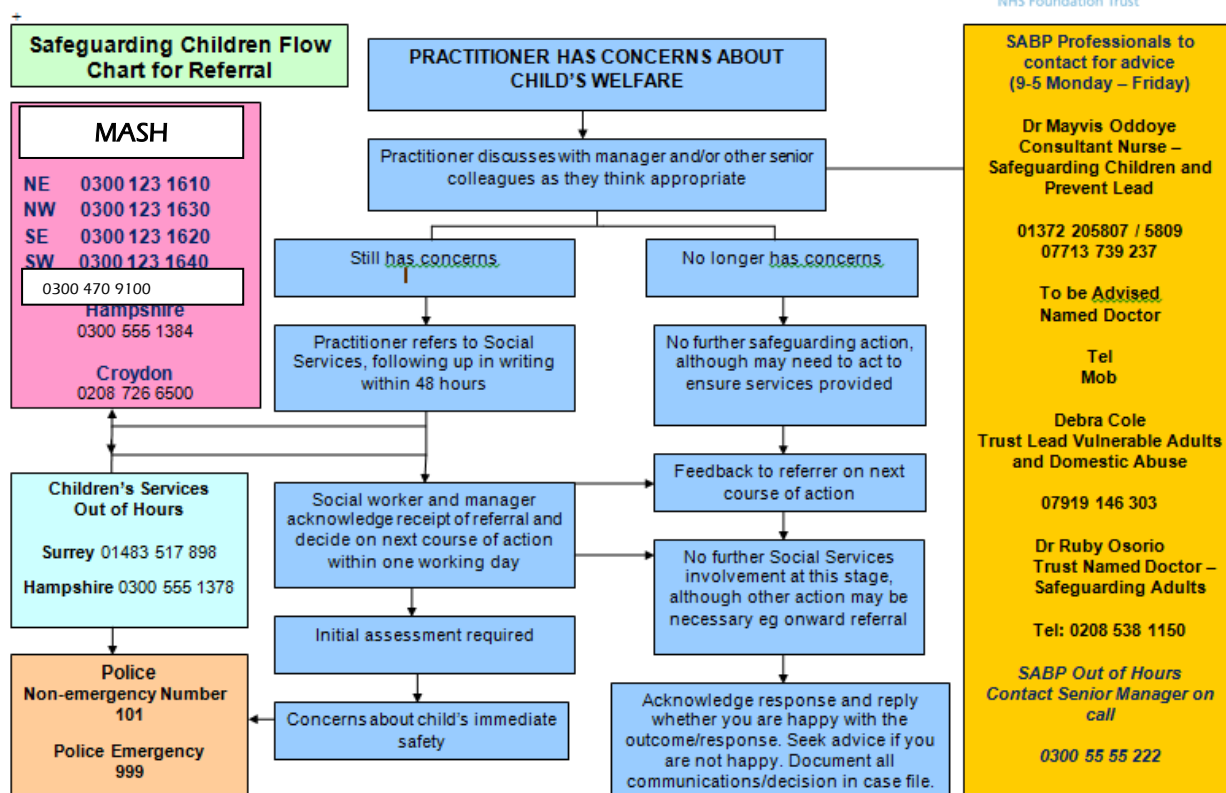 NHS Foundation Trust
Safeguarding Children Flow
Chart for Referral
MASH
NE 0300 123 1610
NW 0300 123 1630
SE 0300 123 1620
SW 0300 123 1640
0300 470 9100
Hampshire
0300 555 1384
Croydon
0208 726 6500
Children's Services
Out of Hours
Surrey 01483 517 898
Hampshire 0300 555 1378
Police
Non-emergency Number
101
Police Emergency
999
PRACTITIONER HAS CONCERNS ABOUT
CHILD'S WELFARE
Practitioner discusses with manager and/or other senior
colleagues as they think appropriate
Still has concerns
Practitioner refers to Social
Services, following up in writing
within 48 hours
Social worker and manager
acknowledge receipt of referral and
decide on next course of action
within one working day
Initial assessment required
Concerns about child's immediate
safety
No longer has concerns
No further safeguarding action,
although may need to act to
ensure services provided
Feedback to referrer on next
course of action
No further Social Services
involvement at this stage,
although other action may be
necessary eg onward referral
Acknowledge response and reply
whether you are happy with the
outcome/response. Seek advice if you
are not happy. Document all
communications/decision in case file.
SABP Professionals to
contact for advice
(9-5 Monday – Friday)
Dr Mayvis Oddoye
Consultant Nurse –
Safeguarding Children and
Prevent Lead
01372 205807 / 5809
07713 739 237
To be Advised
Named Doctor
Tel
Mob
Debra Cole
Trust Lead Vulnerable Adults
and Domestic Abuse
07919 146 303
Dr Ruby Osorio
Trust Named Doctor –
Safeguarding Adults
Tel: 0208 538 1150
SABP Out of Hours
Contact Senior Manager on
call
0300 55 55 222